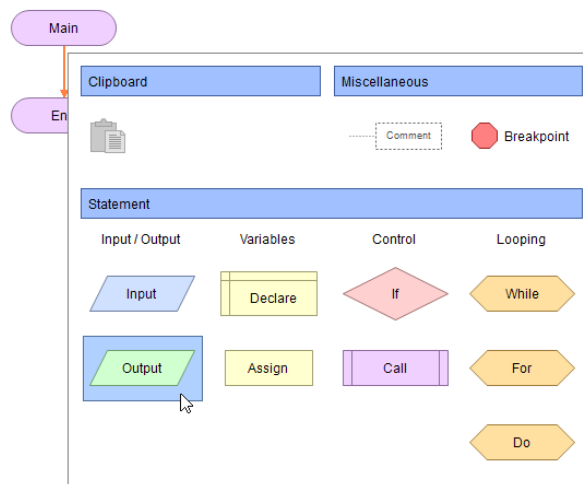 Main
En
Clipboard
Miscellaneous
Comment
Breakpoint
Statement
Input / Output
Variables
Control
Looping
Input
Declare
If
While
Output
Assign
Call
For
Do